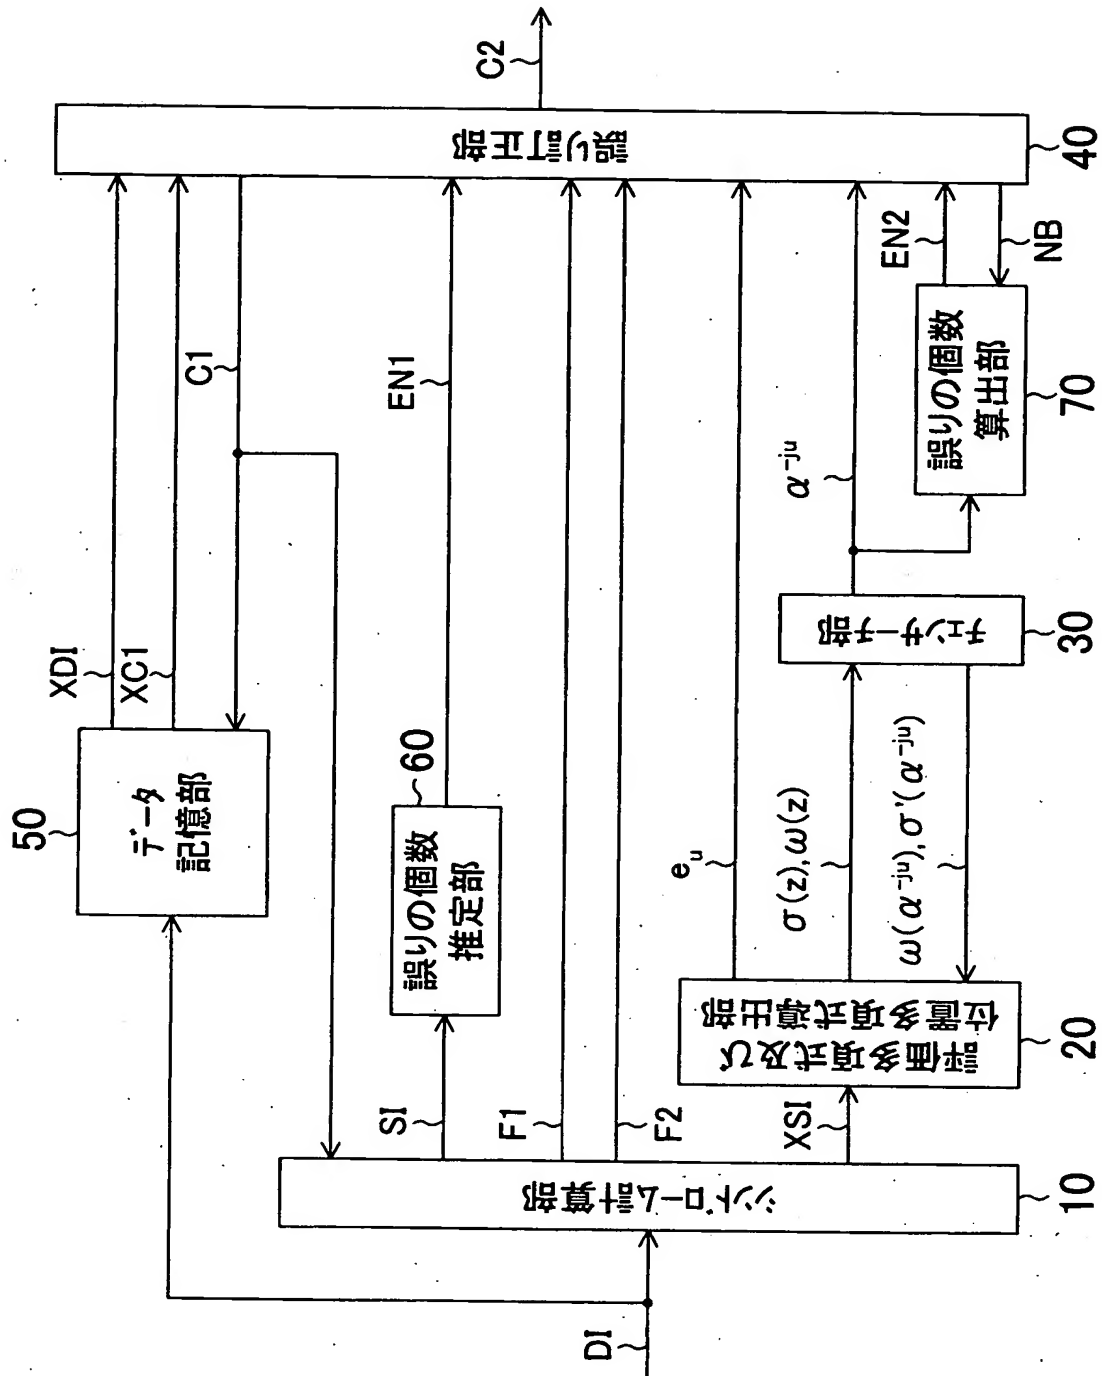 50
データ
記憶部
XDI
XC1
C1
C2
誤り訂正部
40
60
誤りの個数
推定部
EN1
SI
F1
F2
e_u
σ(z),ω(z)
ω(α^-ju),σ'(α^-ju)
α^-ju
EN2
NB
誤りの個数
算出部
70
チェンサーチ部
30
評価多項式及び
位置多項式導出部
20
XSI
シンドローム計算部
10
DI